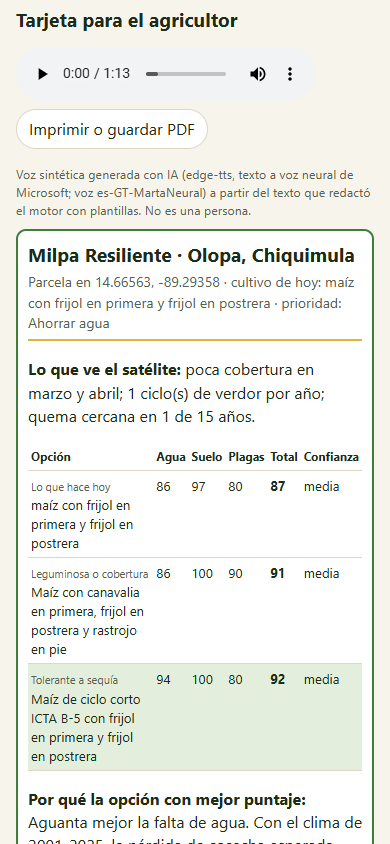 Tarjeta para el agricultor
0:00 / 1:13
Imprimir o guardar PDF
Voz sintética generada con IA (edge-tts, texto a voz neural de
Microsoft; voz es-GT-MartaNeural) a partir del texto que redactó
el motor con plantillas. No es una persona.
Milpa Resiliente · Olopa, Chiquimula
Parcela en 14.66563, -89.29358 · cultivo de hoy: maíz
con frijol en primera y frijol en postrera · prioridad:
Ahorrar agua
Lo que ve el satélite: poca cobertura en
marzo y abril; 1 ciclo(s) de verdor por año;
quema cercana en 1 de 15 años.
Opción Agua Suelo Plagas Total Confianza
Lo que hace hoy 86 97 80 87 media
maíz con frijol en
primera y frijol en
postrera
Leguminosa o cobertura 86 100 90 91 media
Maíz con canavalia
en primera, frijol en
postrera y rastrojo
en pie
Tolerante a sequía 94 100 80 92 media
Maíz de ciclo corto
ICTA B-5 con frijol
en primera y frijol
en postrera
Por qué la opción con mejor puntaje:
Aguanta mejor la falta de agua. Con el clima de